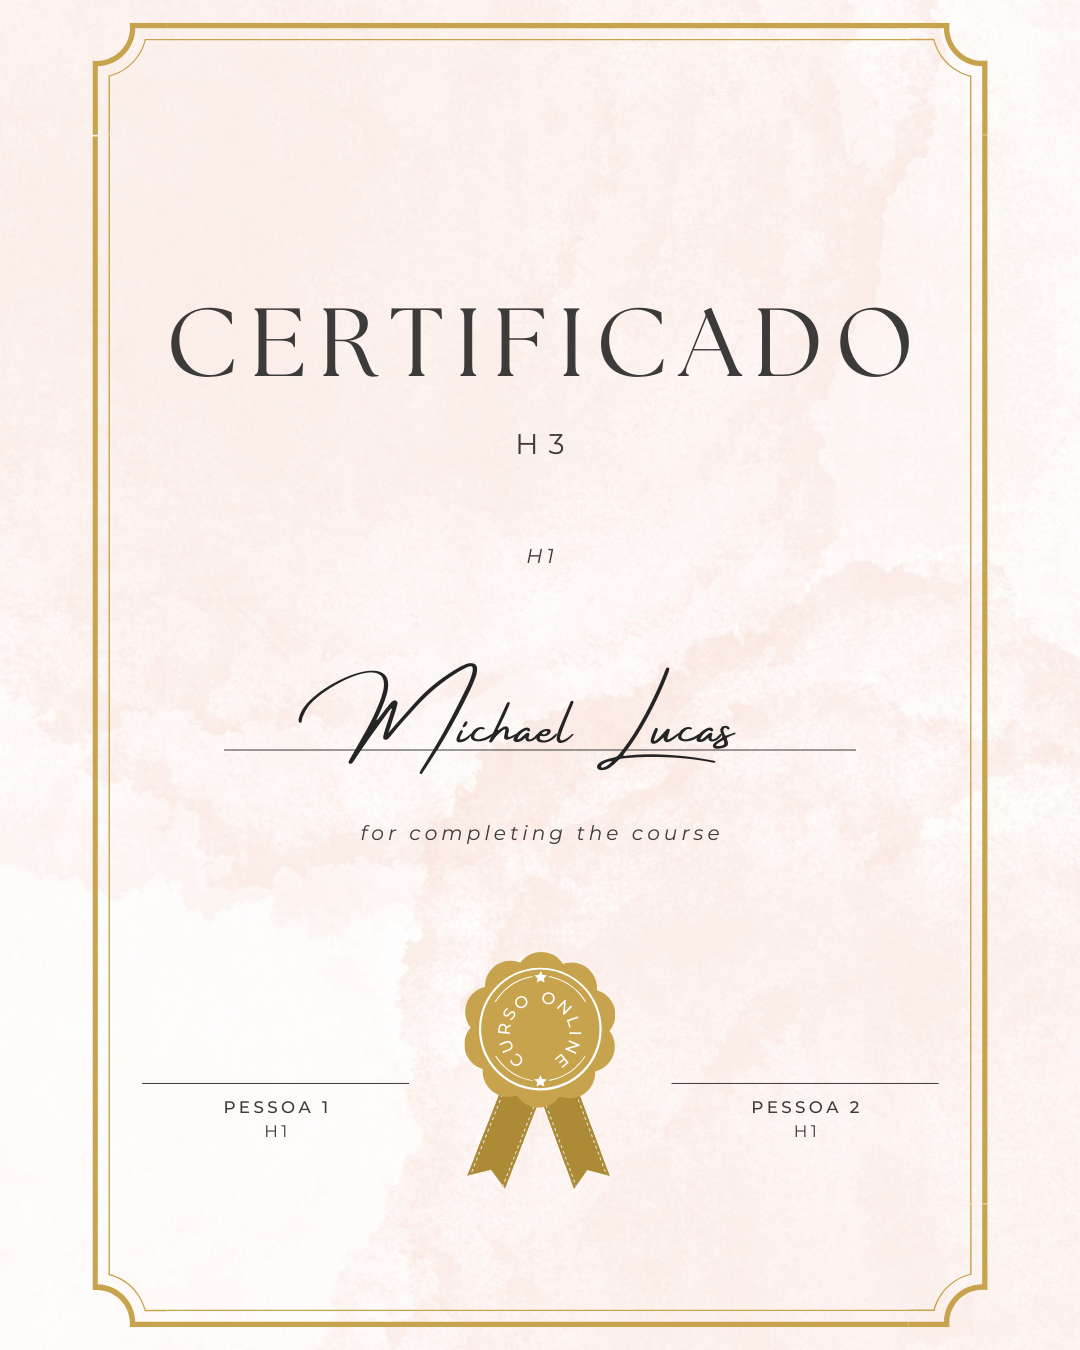 CERTIFICADO
H 3
H1
Michael Lucas
for completing the course
CURSO ONLINE
PESSOA 1
H1
PESSOA 2
H1